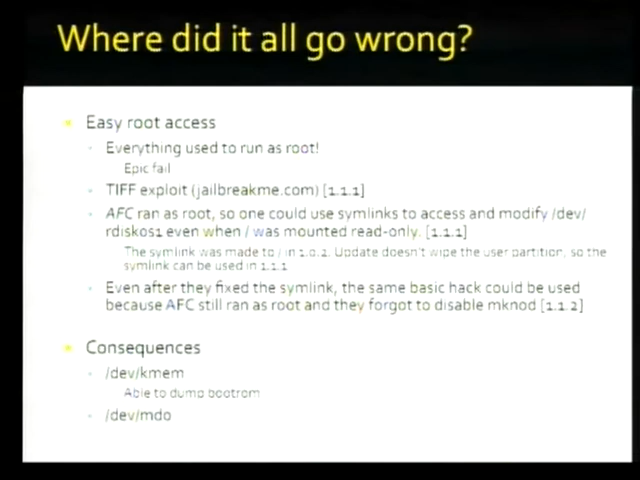 Where did it all go wrong?
Easy root access
Everything used to run as root!
Epic fail
TIFF exploit (jailbreakme.com) [1.1.1]
AFC ran as root, so one could use symlinks to access and modify /dev/
rdisk0s1 even when / was mounted read-only. [1.1.1]
The symlink was made to / in 1.0.2. Update doesn't wipe the user partition, so the
symlink can be used in 1.1.1
Even after they fixed the symlink, the same basic hack could be used
because AFC still ran as root and they forgot to disable mknod [1.1.2]
Consequences
/dev/kmem
Able to dump bootrom
/dev/md0